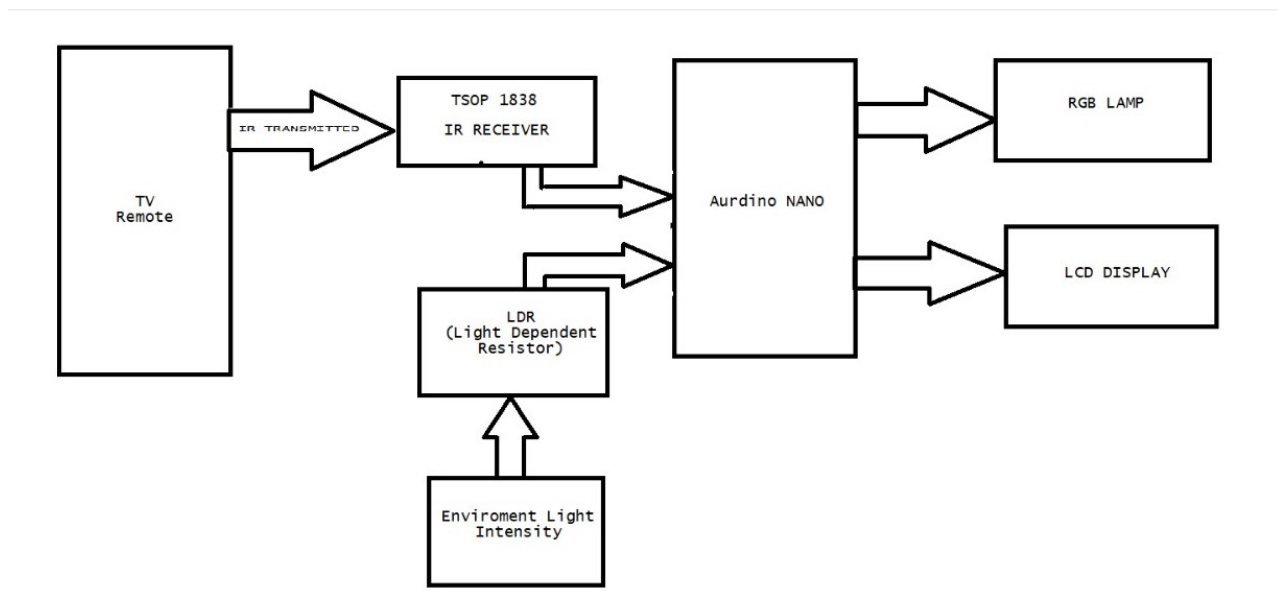 TV
Remote
IR TRANSMITTED
TSOP 1838
IR RECEIVER
LDR
(Light Dependent
Resistor)
Enviroment Light
Intensity
Aurdino NANO
RGB LAMP
LCD DISPLAY